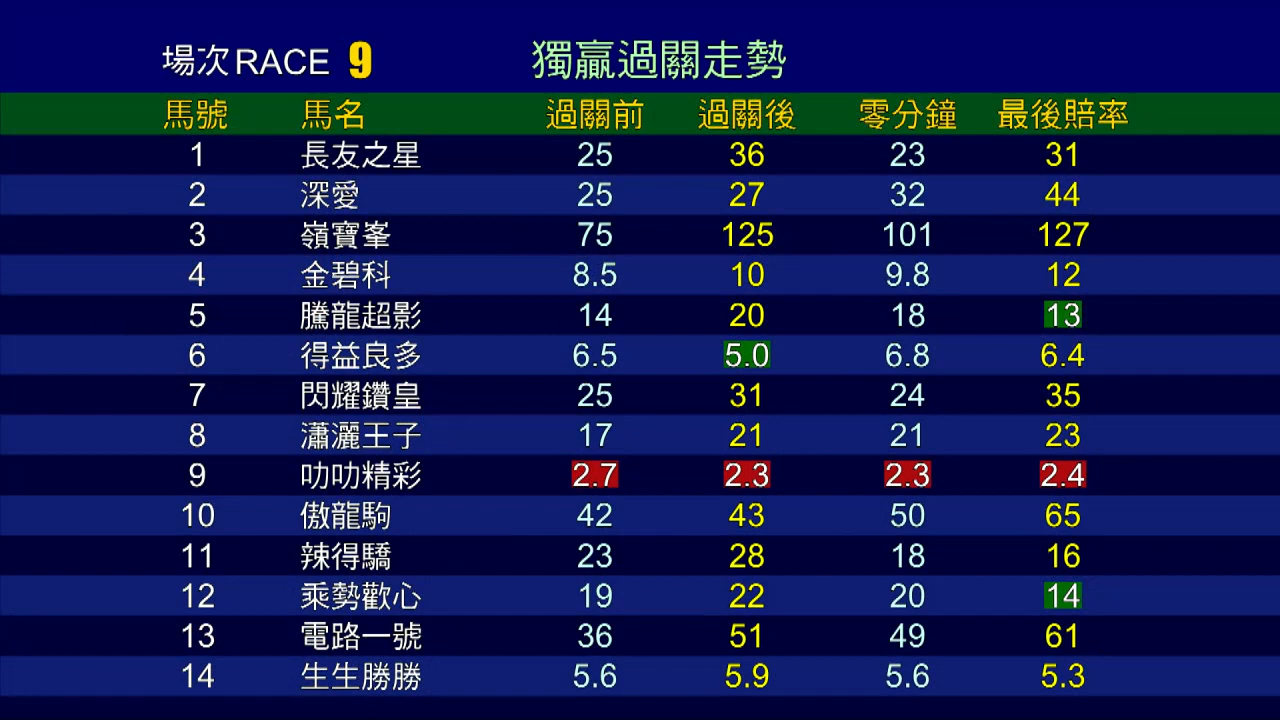 場次RACE 9 獨贏過關走勢
馬號 馬名 過關前 過關後 零分鐘 最後賠率
1 長友之星 25 36 23 31
2 深愛 25 27 32 44
3 嶺寶峯 75 125 101 127
4 金碧科 8.5 10 9.8 12
5 騰龍超影 14 20 18 13
6 得益良多 6.5 5.0 6.8 6.4
7 閃耀鑽皇 25 31 24 35
8 瀟灑王子 17 21 21 23
9 叻叻精彩 2.7 2.3 2.3 2.4
10 傲龍駒 42 43 50 65
11 辣得驕 23 28 18 16
12 乘勢歡心 19 22 20 14
13 電路一號 36 51 49 61
14 生生勝勝 5.6 5.9 5.6 5.3